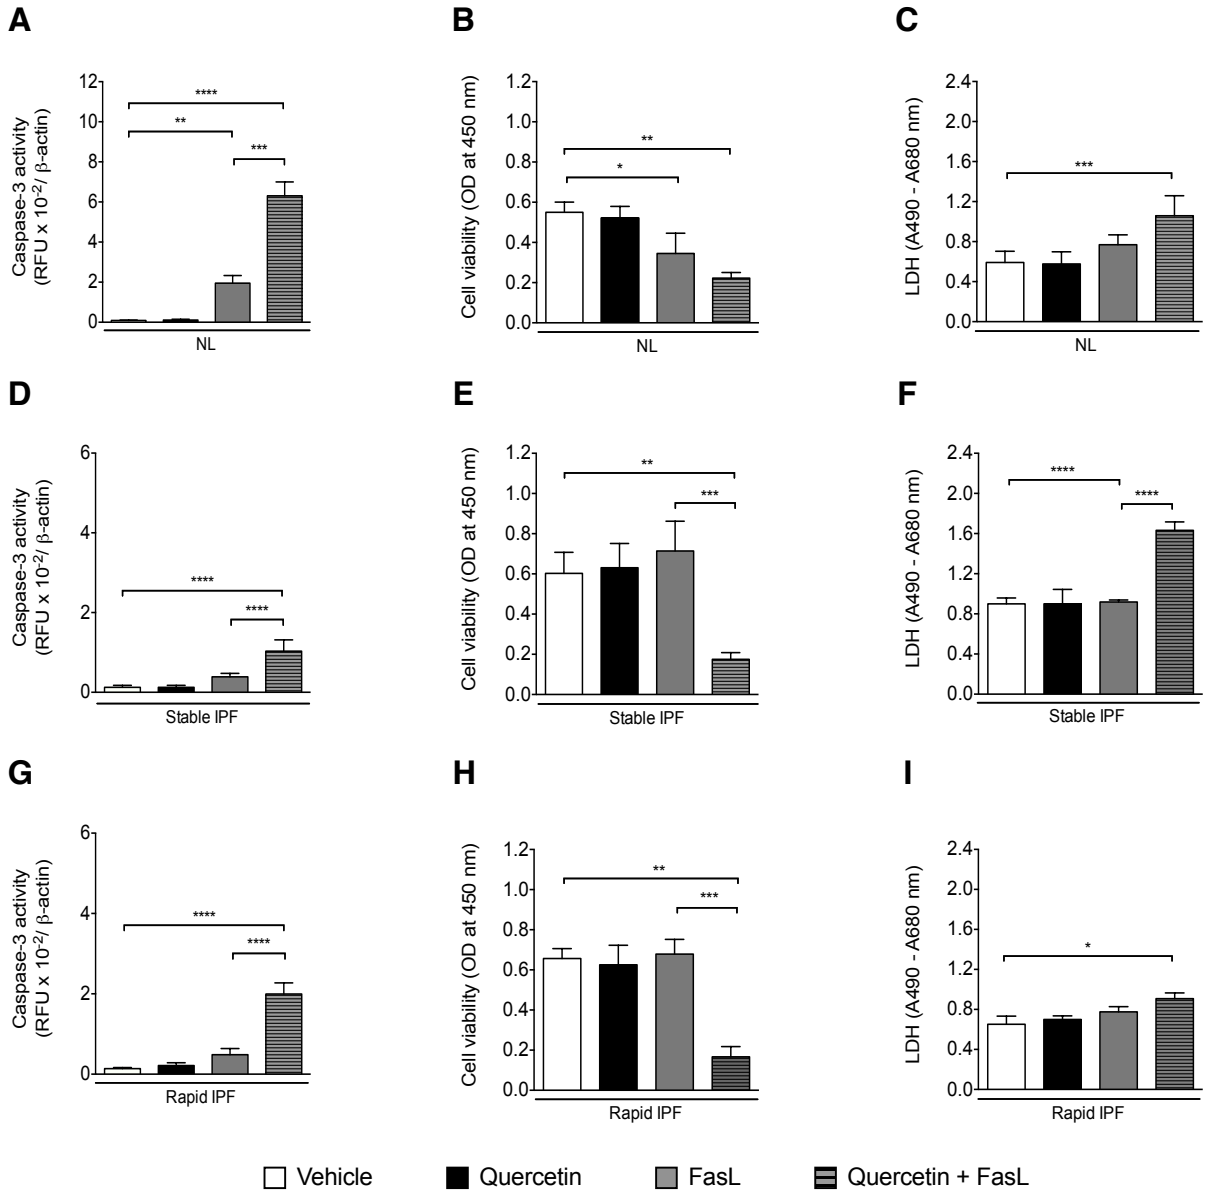 A
Caspase-3 activity
(RFU x 10⁻²/ β-actin)
12
10
8
6
4
2
0
****
**
***
NL
B
Cell viability (OD at 450 nm)
1.2
1.0
0.8
0.6
0.4
0.2
0.0
**
*
NL
C
LDH (A490 - A680 nm)
2.4
2.0
1.6
1.2
0.8
0.4
0.0
***
NL
D
Caspase-3 activity
(RFU x 10⁻²/ β-actin)
6
4
2
0
****
****
Stable IPF
E
Cell viability (OD at 450 nm)
1.2
1.0
0.8
0.6
0.4
0.2
0.0
**
***
Stable IPF
F
LDH (A490 - A680 nm)
2.4
2.0
1.6
1.2
0.8
0.4
0.0
****
****
Stable IPF
G
Caspase-3 activity
(RFU x 10⁻²/ β-actin)
6
4
2
0
****
****
Rapid IPF
H
Cell viability (OD at 450 nm)
1.2
1.0
0.8
0.6
0.4
0.2
0.0
**
***
Rapid IPF
I
LDH (A490 - A680 nm)
2.4
2.0
1.6
1.2
0.8
0.4
0.0
*
Rapid IPF
Vehicle
Quercetin
FasL
Quercetin + FasL